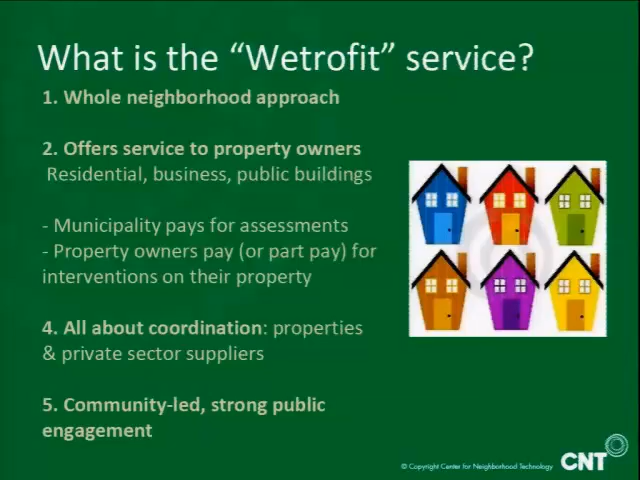 What is the “Wetrofit” service?
1. Whole neighborhood approach
2. Offers service to property owners
Residential, business, public buildings
- Municipality pays for assessments
- Property owners pay (or part pay) for
interventions on their property
4. All about coordination: properties
& private sector suppliers
5. Community-led, strong public
engagement
© Copyright Center for Neighborhood Technology
CNT